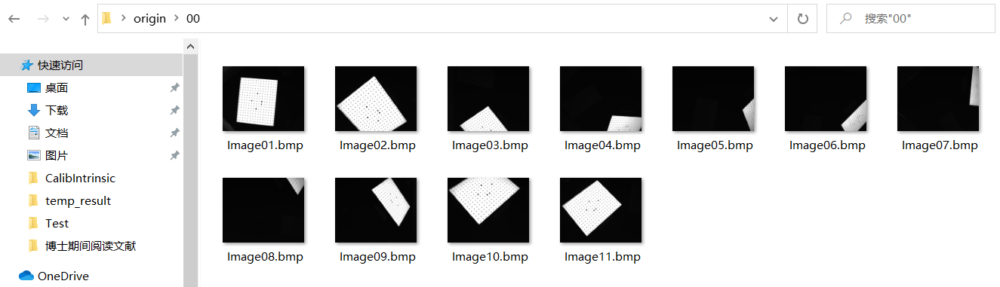 origin 00
搜索"00"
快速访问
桌面
下载
文档
图片
CalibIntrinsic
temp_result
Test
博士期间阅读文献
OneDrive
Image01.bmp Image02.bmp Image03.bmp Image04.bmp Image05.bmp Image06.bmp Image07.bmp
Image08.bmp Image09.bmp Image10.bmp Image11.bmp